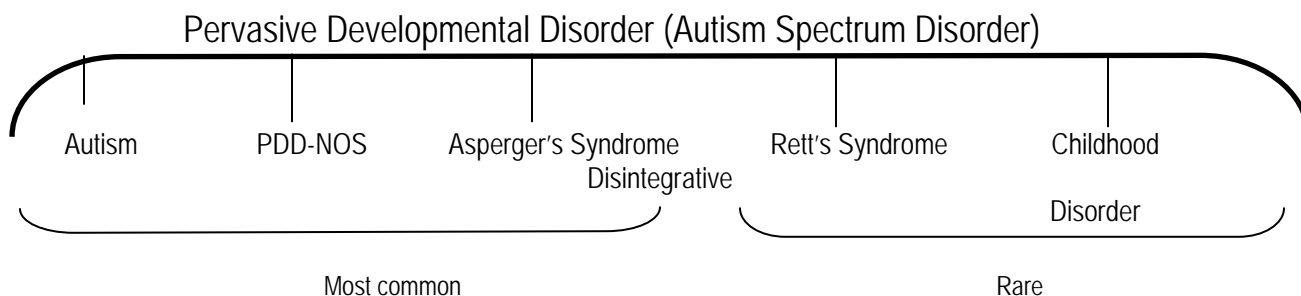 Pervasive Developmental Disorder (Autism Spectrum Disorder)
Autism PDD-NOS Asperger's Syndrome Rett's Syndrome Childhood
Disintegrative
Disorder
Most common Rare